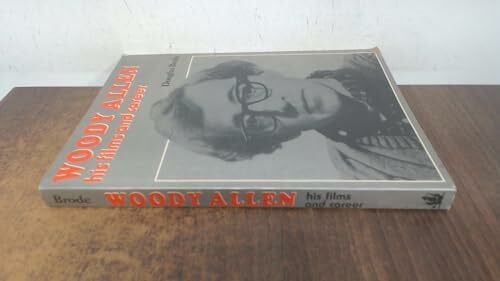 WOODY ALLEN
his films and career
Douglas Brode
Brode
WOODY ALLEN
his films
and career